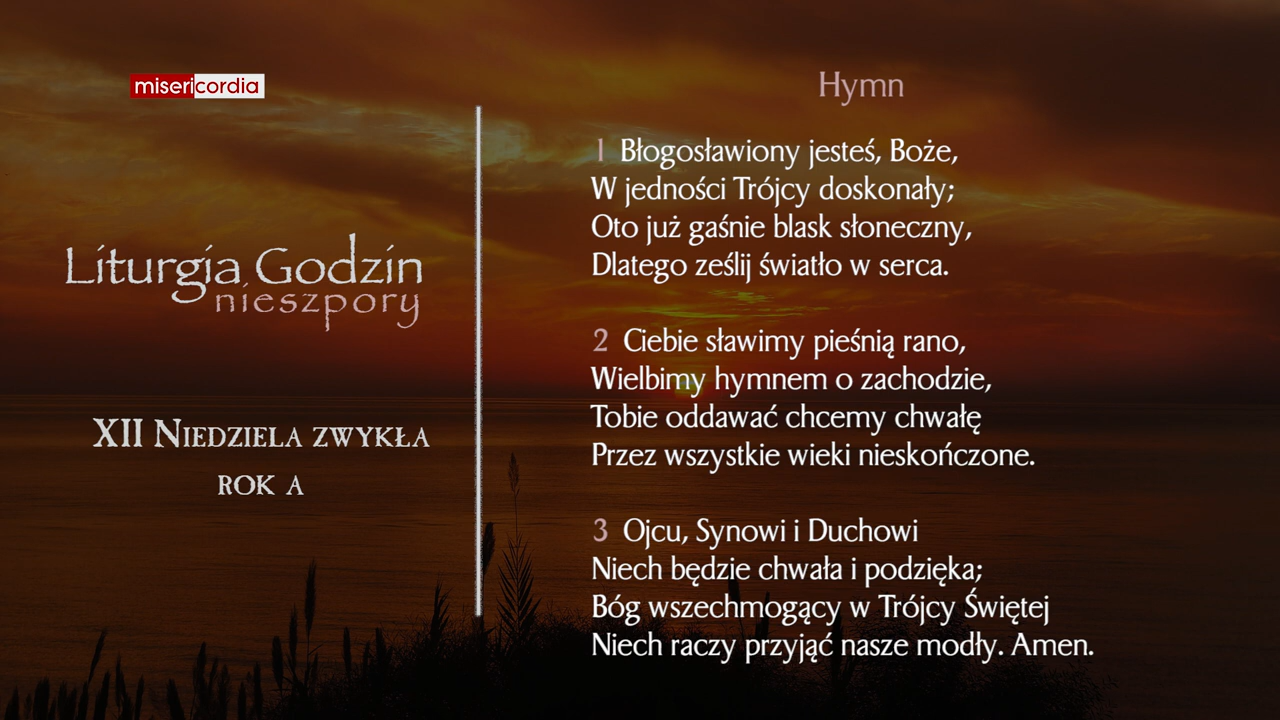 misericordia
Liturgia Godzin
nieszpory
XII Niedziela zwykła
rok a
Hymn
1 Błogosławiony jesteś, Boże,
W jedności Trójcy doskonały;
Oto już gaśnie blask słoneczny,
Dlatego ześlij światło w serca.
2 Ciebie sławimy pieśnią rano,
Wielbimy hymnem o zachodzie,
Tobie oddawać chcemy chwałę
Przez wszystkie wieki nieskończone.
3 Ojcu, Synowi i Duchowi
Niech będzie chwała i podzięka;
Bóg wszechmogący w Trójcy Świętej
Niech raczy przyjąć nasze modły. Amen.